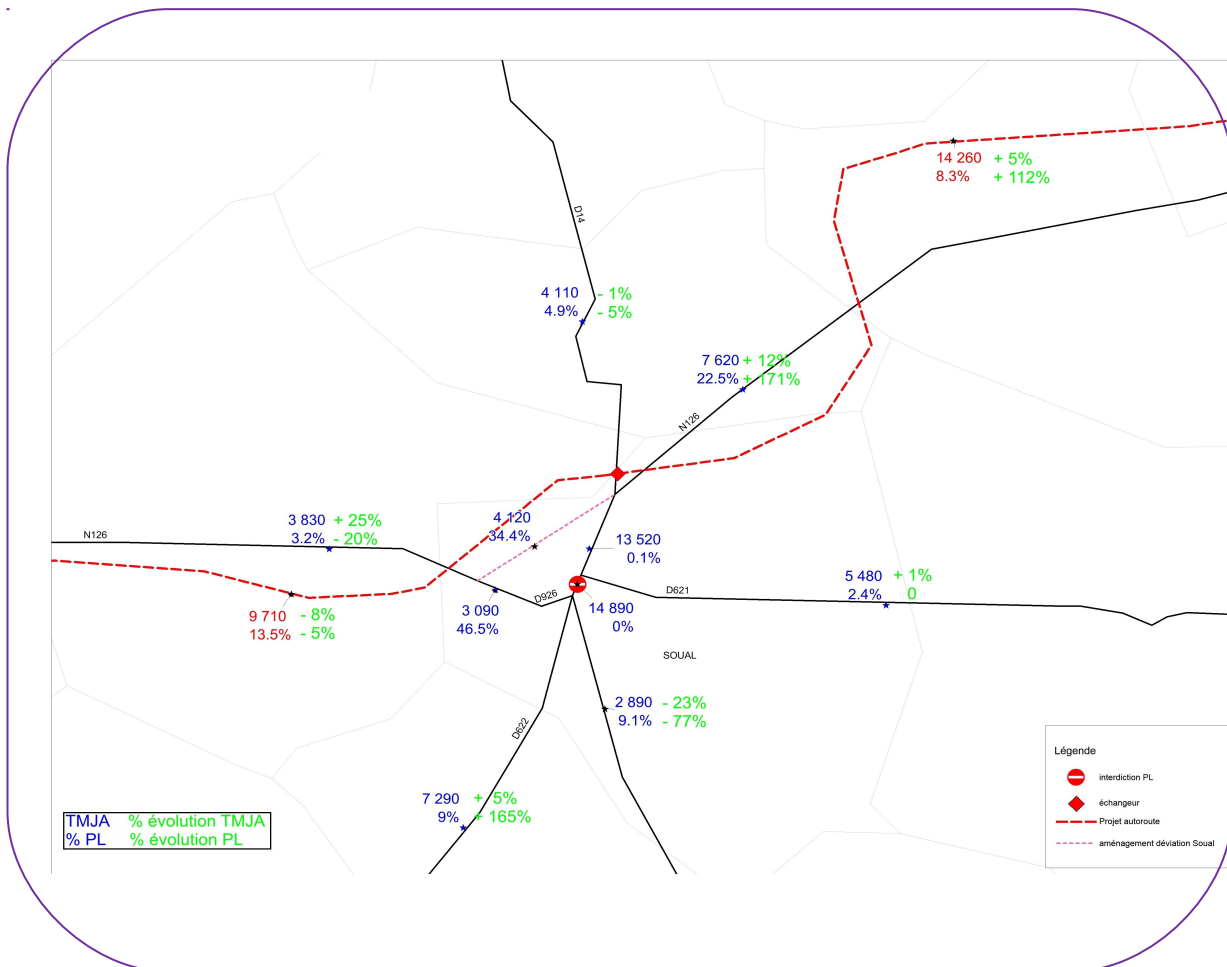 14 260 + 5%
8.3% + 112%
D14
4 110 - 1%
4.9% - 5%
7 620 + 12%
22.5% + 171%
N126
N126
3 830 + 25%
3.2% - 20%
4 120
34.4%
13 520
0.1%
D926
D621
5 480 + 1%
2.4% 0
9 710 - 8%
13.5% - 5%
3 090
46.5%
14 890
0%
SOUAL
2 890 - 23%
9.1% - 77%
D622
7 290 + 5%
9% + 165%
TMJA % évolution TMJA
% PL % évolution PL
Légende
interdiction PL
échangeur
Projet autoroute
aménagement déviation Soual